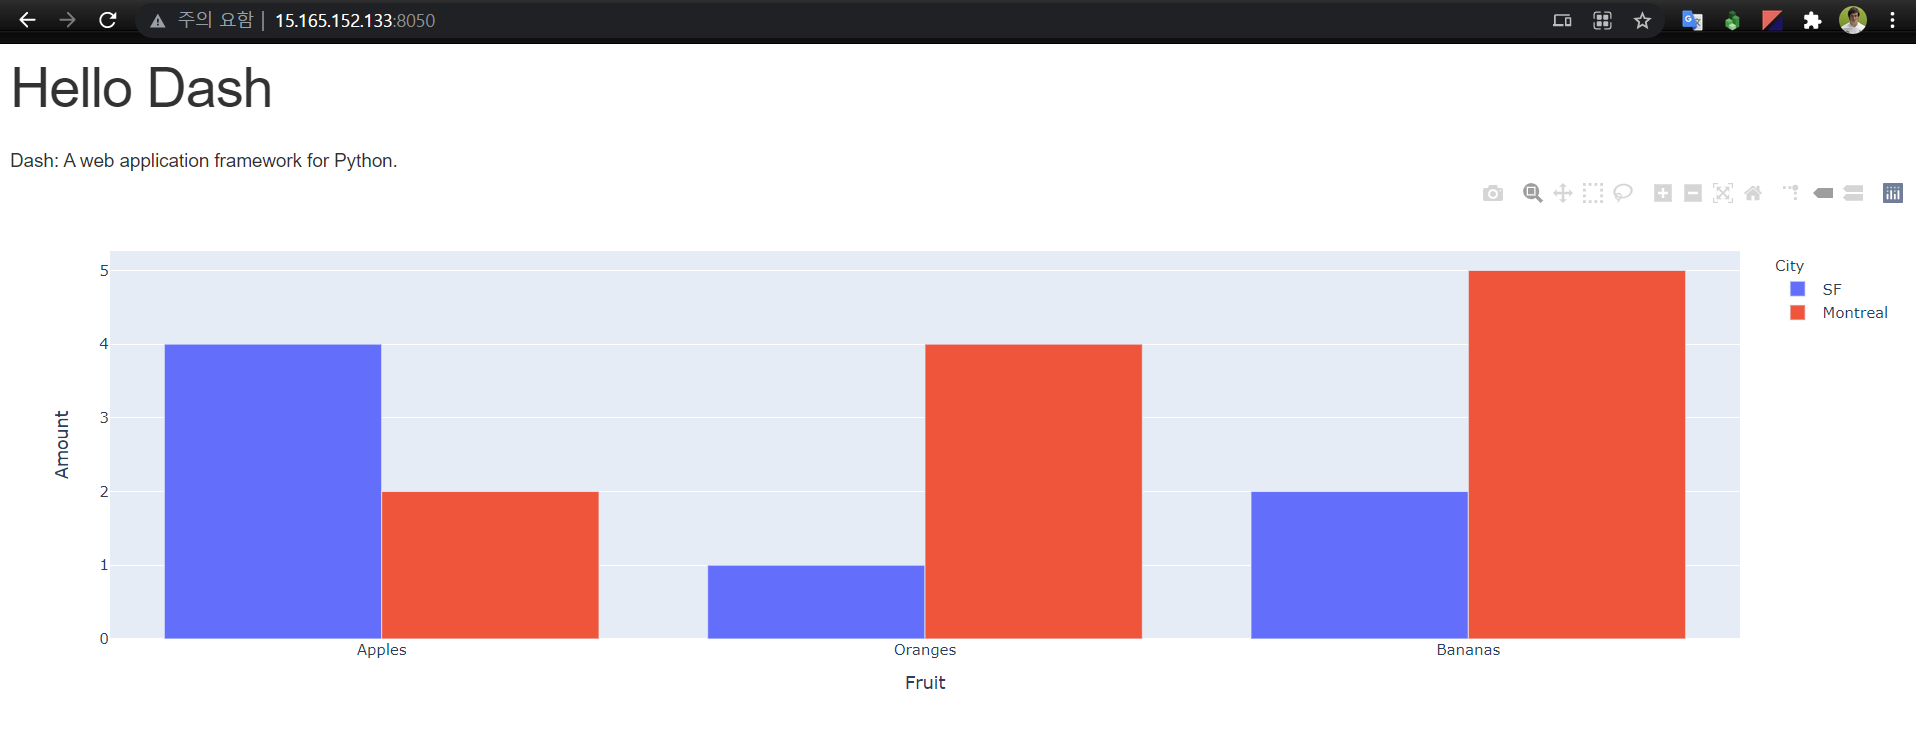 주의 요함 | 15.165.152.133:8050
Hello Dash
Dash: A web application framework for Python.
City
SF
Montreal
Amount
5
4
3
2
1
0
Apples Oranges Bananas
Fruit